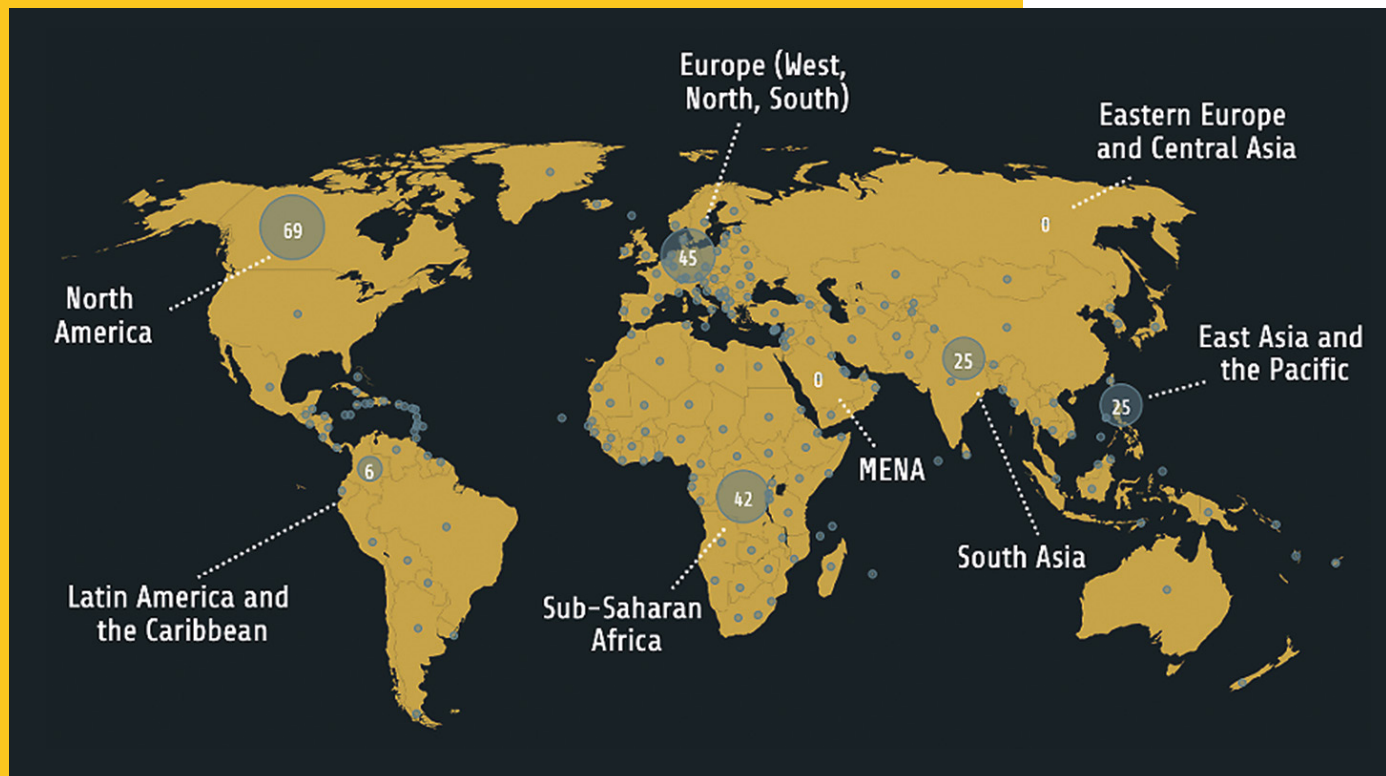 Europe (West,
North, South)
Eastern Europe
and Central Asia
69
0
45
North
America
East Asia and
the Pacific
25
0
25
6
MENA
42
South Asia
Latin America and
the Caribbean
Sub-Saharan
Africa